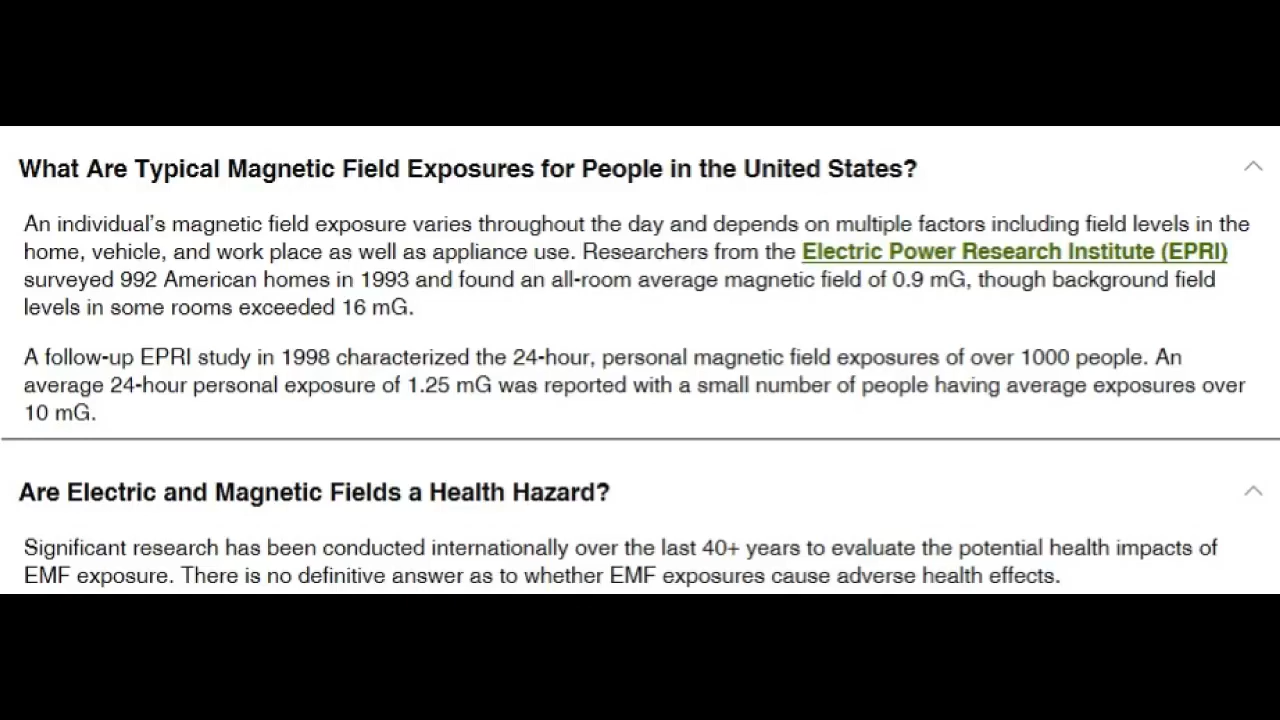 What Are Typical Magnetic Field Exposures for People in the United States?
An individual's magnetic field exposure varies throughout the day and depends on multiple factors including field levels in the
home, vehicle, and work place as well as appliance use. Researchers from the Electric Power Research Institute (EPRI)
surveyed 992 American homes in 1993 and found an all-room average magnetic field of 0.9 mG, though background field
levels in some rooms exceeded 16 mG.
A follow-up EPRI study in 1998 characterized the 24-hour, personal magnetic field exposures of over 1000 people. An
average 24-hour personal exposure of 1.25 mG was reported with a small number of people having average exposures over
10 mG.
Are Electric and Magnetic Fields a Health Hazard?
Significant research has been conducted internationally over the last 40+ years to evaluate the potential health impacts of
EMF exposure. There is no definitive answer as to whether EMF exposures cause adverse health effects.